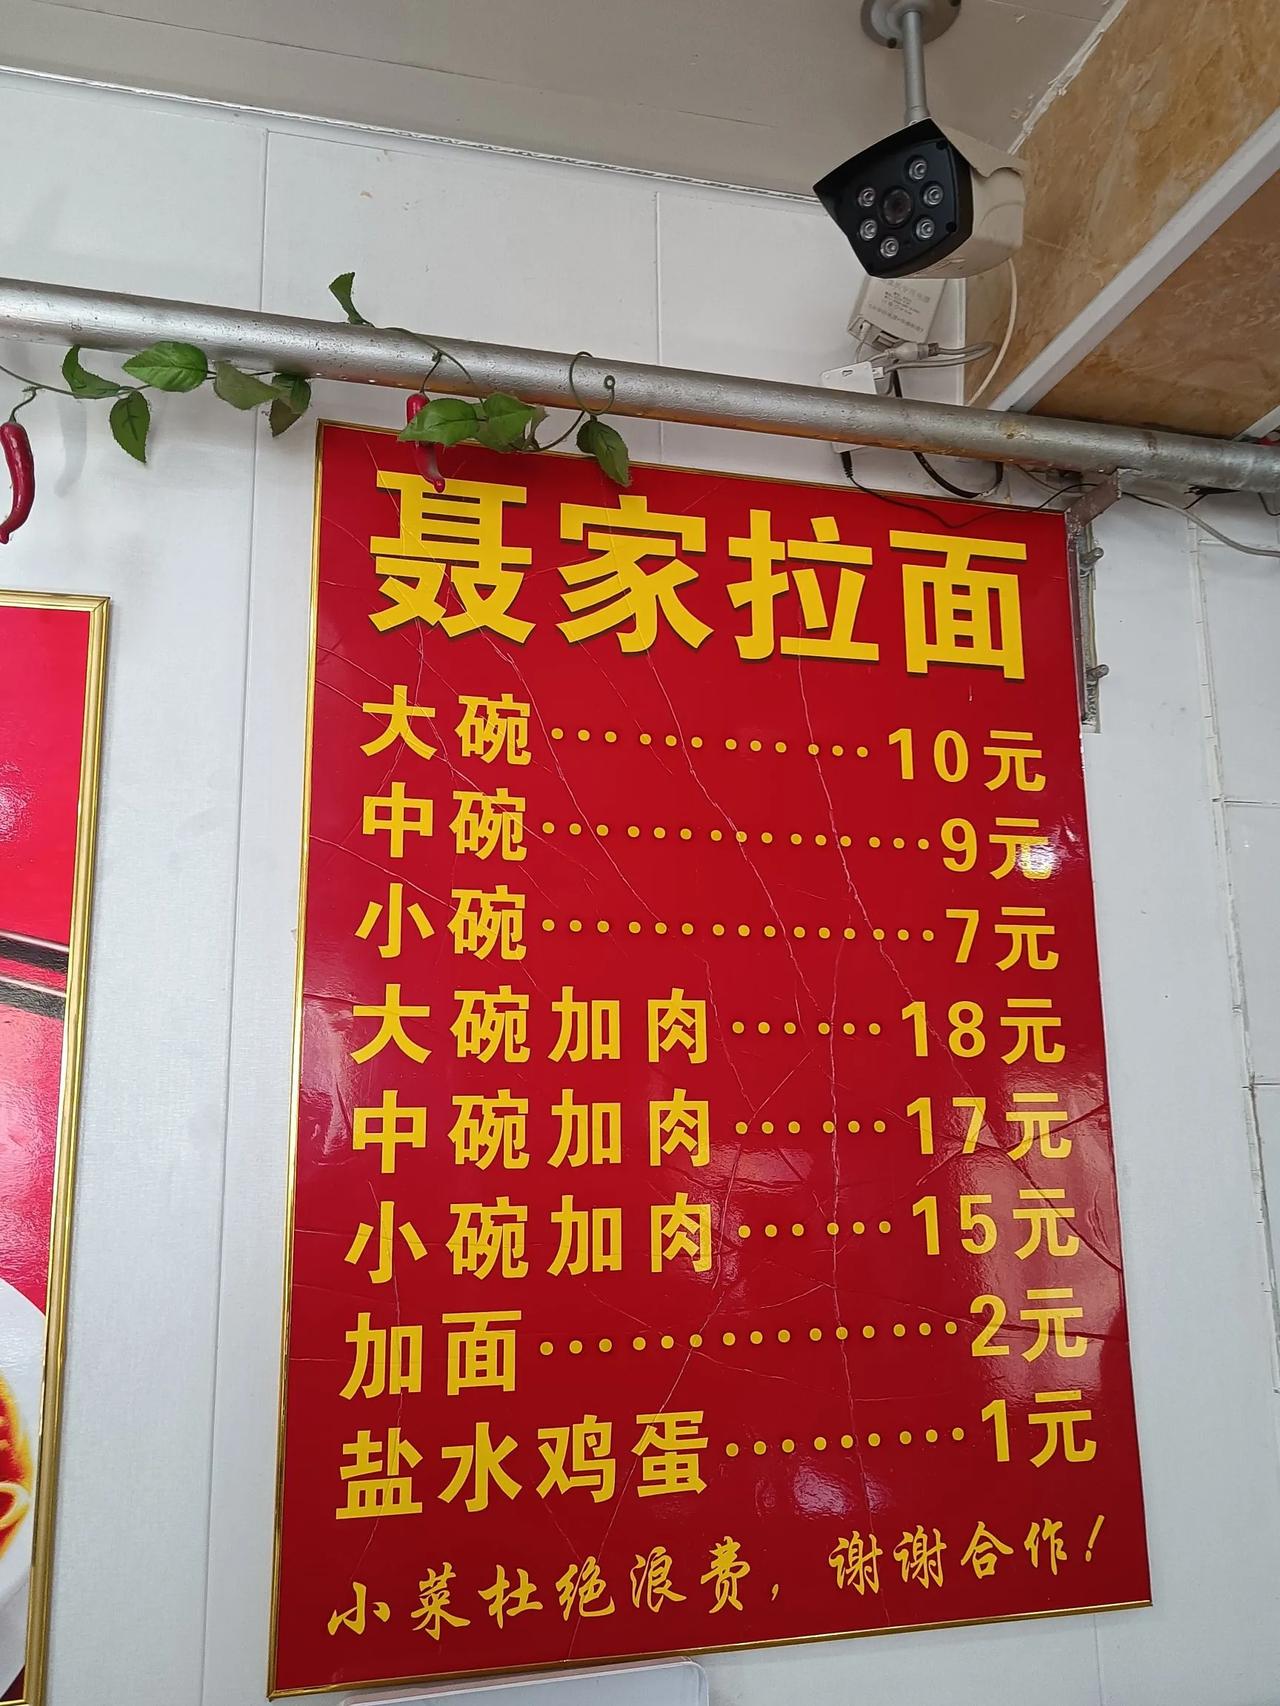 聂家拉面
大碗…………10元
中碗……………9元
小碗……………7元
大碗加肉……18元
中碗加肉……17元
小碗加肉……15元
加面……………2元
盐水鸡蛋………1元
小菜杜绝浪费，谢谢合作！